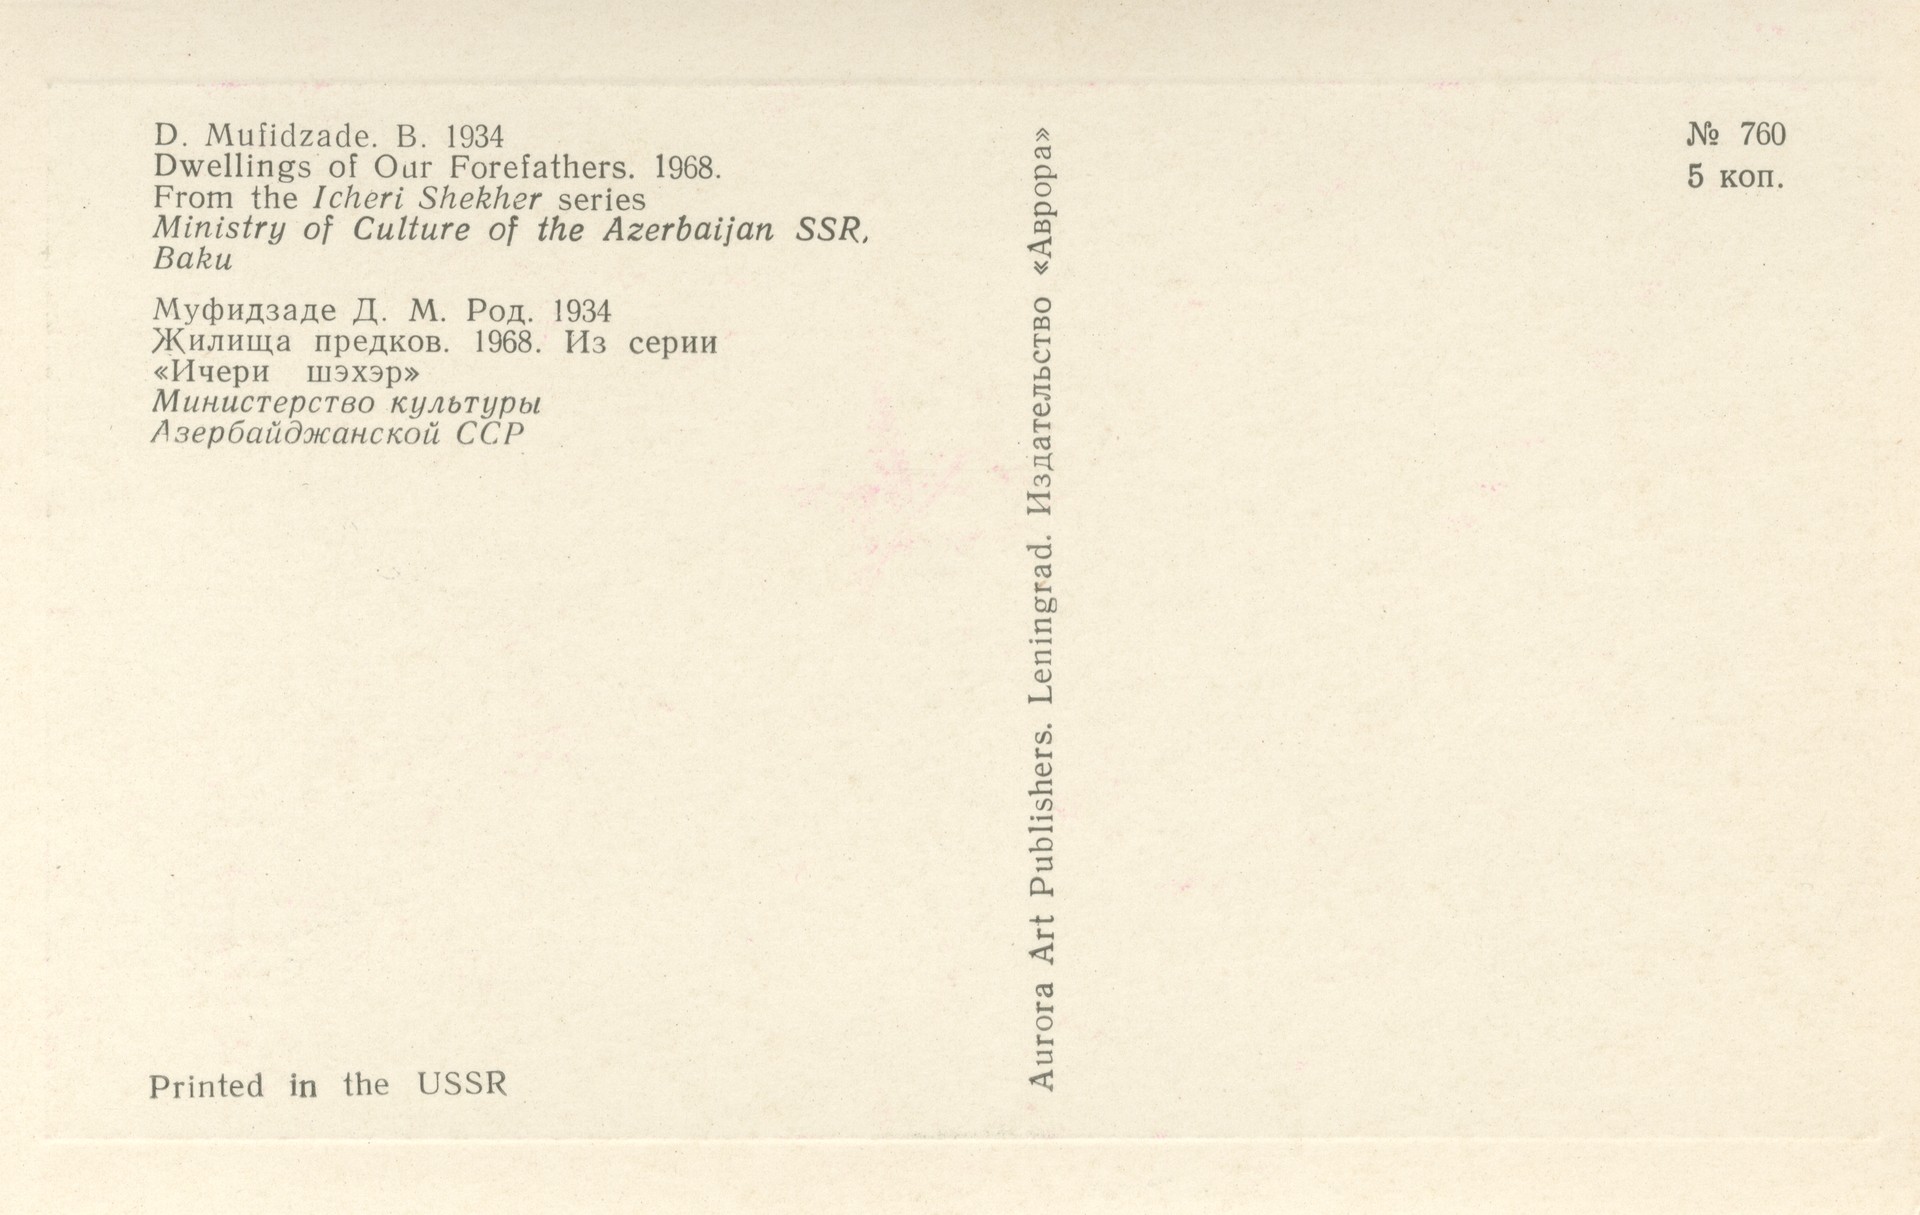 D. Mufidzade. B. 1934
Dwellings of Our Forefathers. 1968.
From the Icheri Shekher series
Ministry of Culture of the Azerbaijan SSR,
Baku
Муфидзаде Д. М. Род. 1934
Жилища предков. 1968. Из серии
«Ичери шэхэр»
Министерство культуры
Азербайджанской ССР
Printed in the USSR
Aurora Art Publishers. Leningrad. Издательство «Аврора»
№ 760
5 коп.